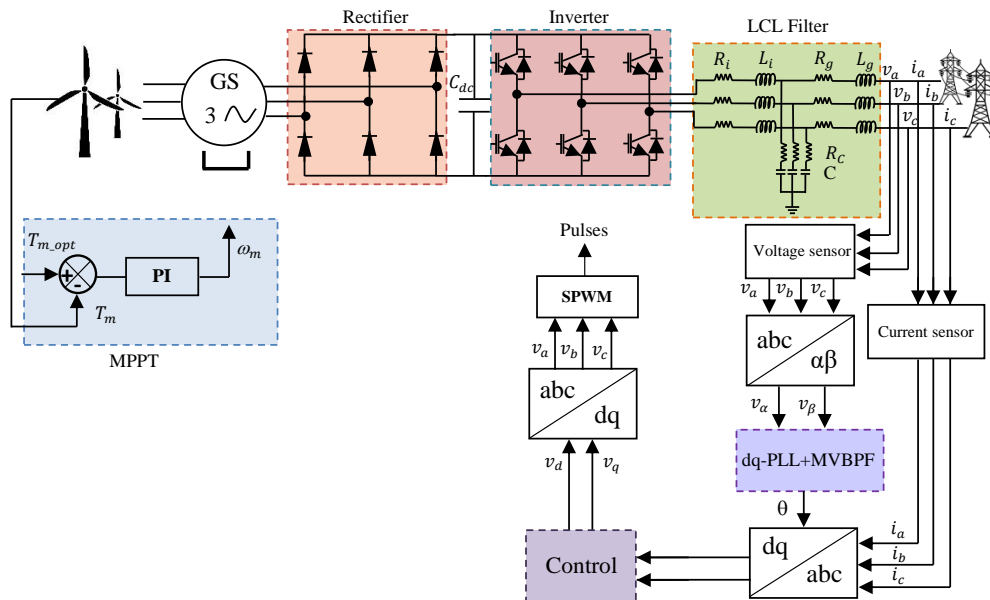 Rectifier
Inverter
LCL Filter
GS
3
C_dc
R_i
L_i
R_g
L_g
v_a
i_a
v_b
i_b
v_c
i_c
R_C
C
T_m_opt
+
-
PI
ω_m
T_m
MPPT
Pulses
SPWM
v_a
v_b
v_c
abc
dq
v_d
v_q
Control
Voltage sensor
v_a
v_b
v_c
abc
αβ
v_α
v_β
dq-PLL+MVBPF
θ
dq
abc
Current sensor
i_a
i_b
i_c